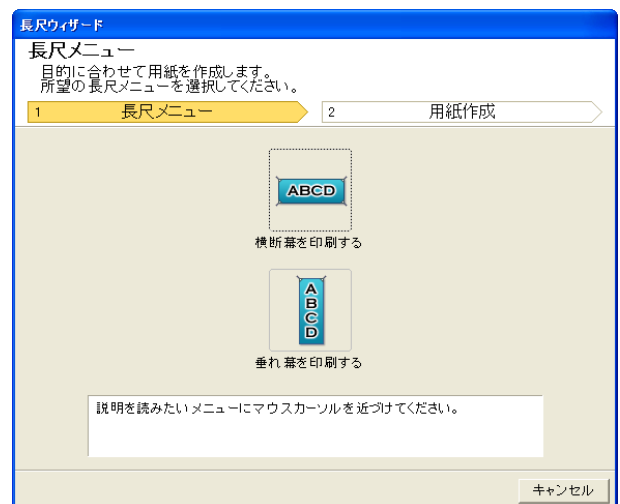 長尺ウィザード
長尺メニュー
目的に合わせて用紙を作成します。
所望の長尺メニューを選択してください。
1 長尺メニュー 2 用紙作成
ABCD
横断幕を印刷する
A
B
C
D
垂れ幕を印刷する
説明を読みたいメニューにマウスカーソルを近づけてください。
キャンセル